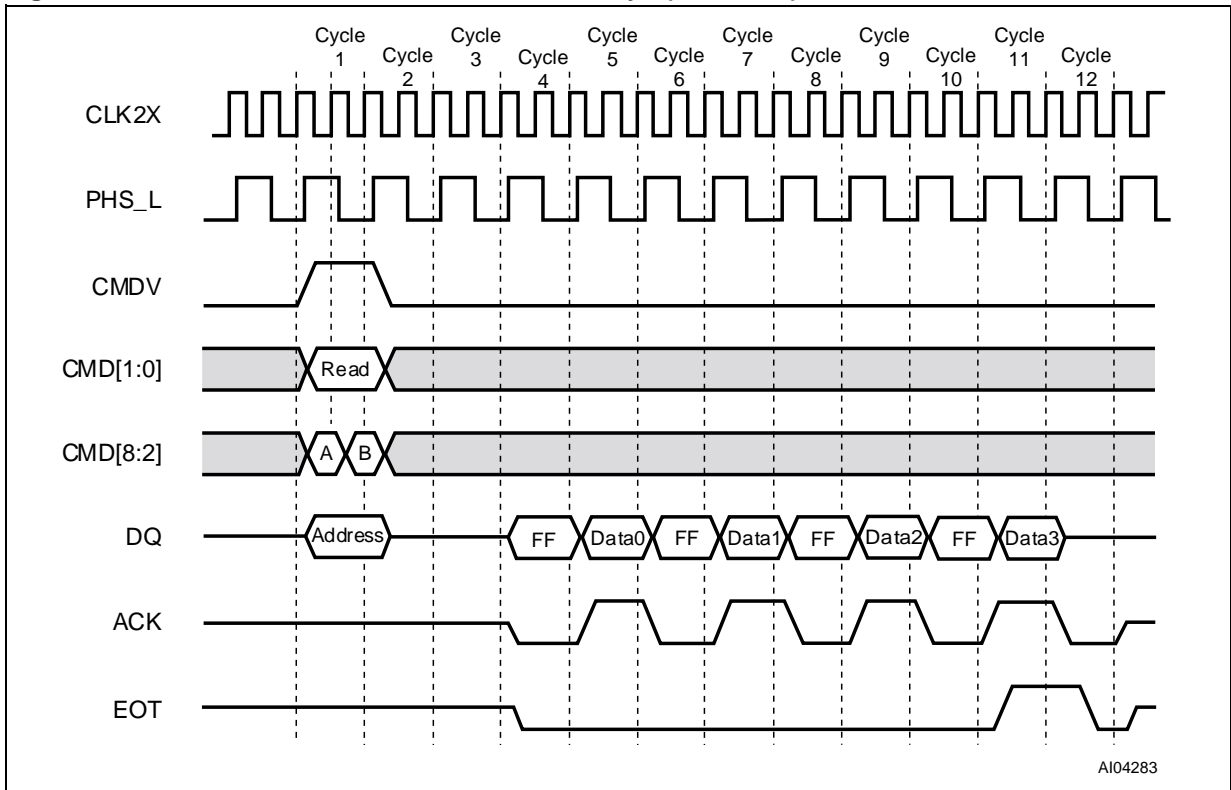 Cycle 1 Cycle 2 Cycle 3 Cycle 4 Cycle 5 Cycle 6 Cycle 7 Cycle 8 Cycle 9 Cycle 10 Cycle 11 Cycle 12
CLK2X
PHS_L
CMDV
CMD[1:0] Read
CMD[8:2] A B
DQ Address FF Data0 FF Data1 FF Data2 FF Data3
ACK
EOT
AI04283